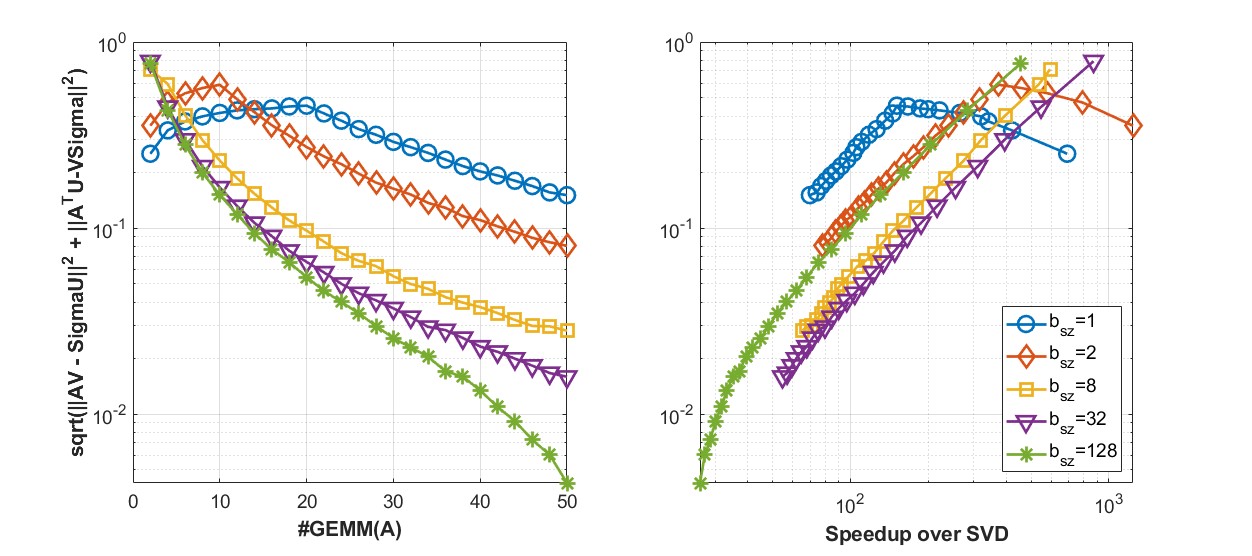 sqrt(||AV - SigmaU||^2 + ||A^T U-VSigma||^2)
10^0
10^-1
10^-2
0
10
20
30
40
50
#GEMM(A)
10^0
10^-1
10^-2
10^2
10^3
Speedup over SVD
b_sz=1
b_sz=2
b_sz=8
b_sz=32
b_sz=128